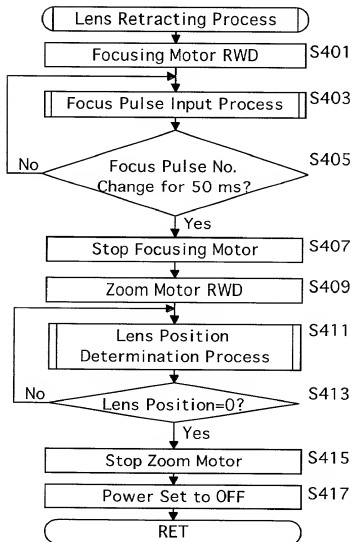 Lens Retracting Process
Focusing Motor RWD
S401
Focus Pulse Input Process
S403
Focus Pulse No.
Change for 50 ms?
S405
No
Yes
Stop Focusing Motor
S407
Zoom Motor RWD
S409
Lens Position
Determination Process
S411
Lens Position=0?
S413
No
Yes
Stop Zoom Motor
S415
Power Set to OFF
S417
RET